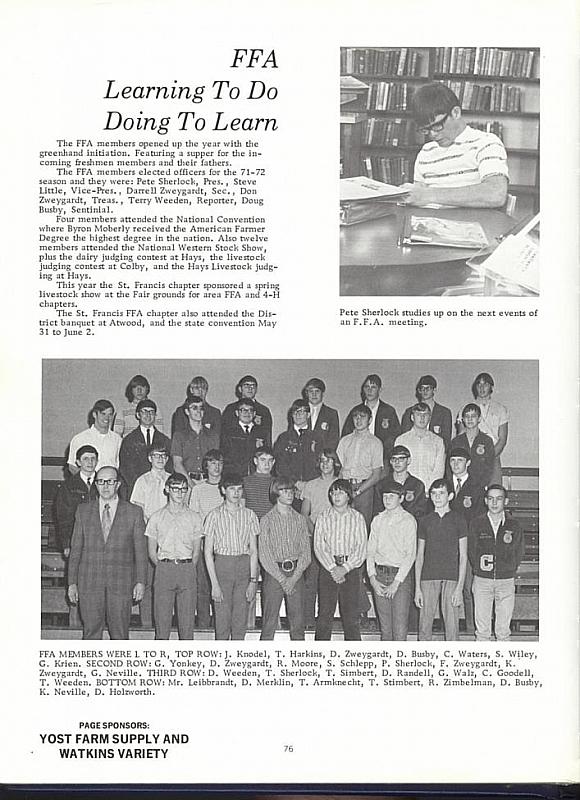 FFA
Learning To Do
Doing To Learn
The FFA members opened up the year with the
greenhand initiation. Featuring a supper for the in-
coming freshmen members and their fathers.
The FFA members elected officers for the 71-72
season and they were: Pete Sherlock, Pres., Steve
Little, Vice-Pres., Darrell Zweygardt, Sec., Don
Zweygardt, Treas., Terry Weeden, Reporter, Doug
Busby, Sentinial.
Four members attended the National Convention
where Byron Moberly received the American Farmer
Degree the highest degree in the nation. Also twelve
members attended the National Western Stock Show,
plus the dairy judging contest at Hays, the livestock
judging contest at Colby, and the Hays Livestock judg-
ing at Hays.
This year the St. Francis chapter sponsored a spring
livestock show at the Fair grounds for area FFA and 4-H
chapters.
The St. Francis FFA chapter also attended the Dis-
trict banquet at Atwood, and the state convention May
31 to June 2.
Pete Sherlock studies up on the next events of
an F.F.A. meeting.
FFA MEMBERS WERE L TO R, TOP ROW: J. Knodel, T. Harkins, D. Zweygardt, D. Busby, C. Waters, S. Wiley,
G. Krien. SECOND ROW: G. Yonkey, D. Zweygardt, R. Moore, S. Schlepp, P. Sherlock, F. Zweygardt, K.
Zweygardt, G. Neville. THIRD ROW: D. Weeden, T. Sherlock, T. Simbert, D. Randell, G. Walz, C. Goodell,
T. Weeden. BOTTOM ROW: Mr. Leibbrandt, D. Merklin, T. Armknecht, T. Stimbert, R. Zimbelman, D. Busby,
K. Neville, D. Holzworth.
PAGE SPONSORS:
YOST FARM SUPPLY AND
WATKINS VARIETY
76